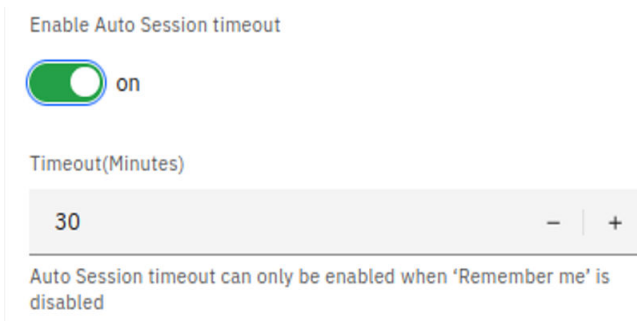 Enable Auto Session timeout
on
Timeout(Minutes)
30
Auto Session timeout can only be enabled when ‘Remember me’ is
disabled